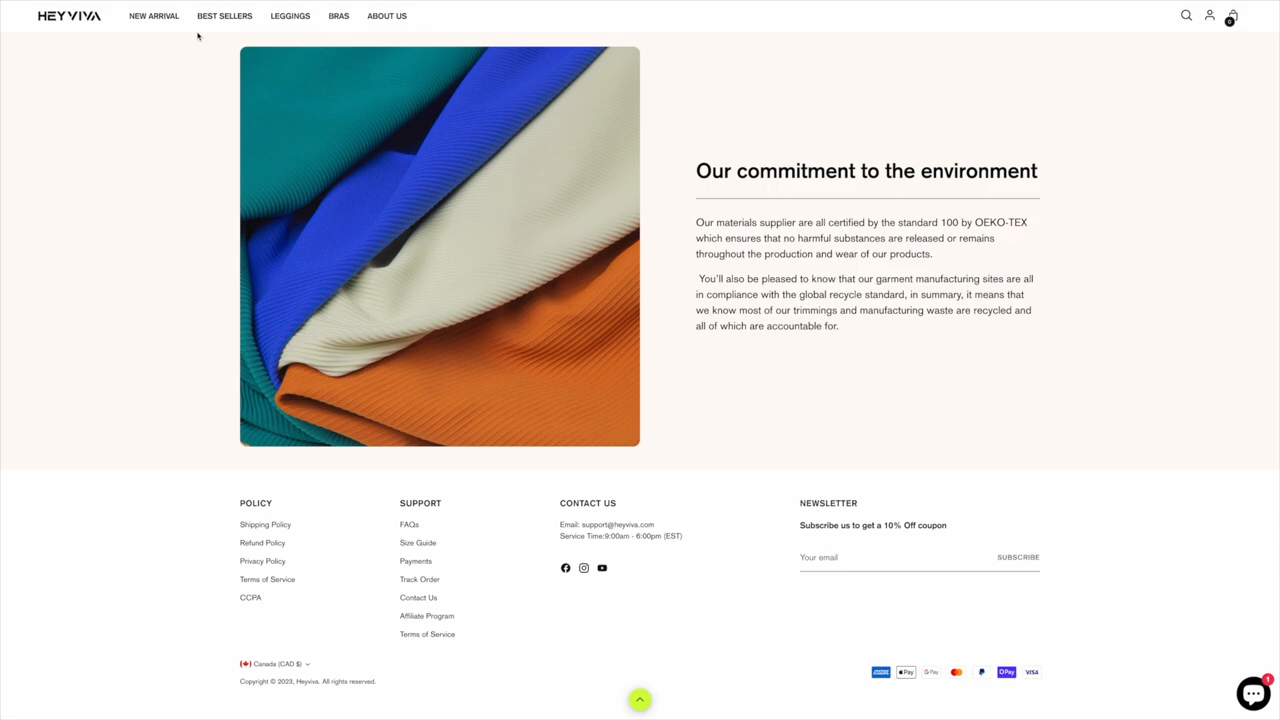 HEYVIVA
NEW ARRIVAL
BEST SELLERS
LEGGINGS
BRAS
ABOUT US
0
Our commitment to the environment
Our materials supplier are all certified by the standard 100 by OEKO-TEX
which ensures that no harmful substances are released or remains
throughout the production and wear of our products.
You'll also be pleased to know that our garment manufacturing sites are all
in compliance with the global recycle standard, in summary, it means that
we know most of our trimmings and manufacturing waste are recycled and
all of which are accountable for.
POLICY
Shipping Policy
Refund Policy
Privacy Policy
Terms of Service
CCPA
SUPPORT
FAQs
Size Guide
Payments
Track Order
Contact Us
Affiliate Program
Terms of Service
CONTACT US
Email: support@heyviva.com
Service Time:9:00am - 6:00pm (EST)
NEWSLETTER
Subscribe us to get a 10% Off coupon
Your email
SUBSCRIBE
Canada (CAD $)
Copyright © 2023, Heyviva. All rights reserved.
AMEX
Pay
G Pay
Pay
VISA
1